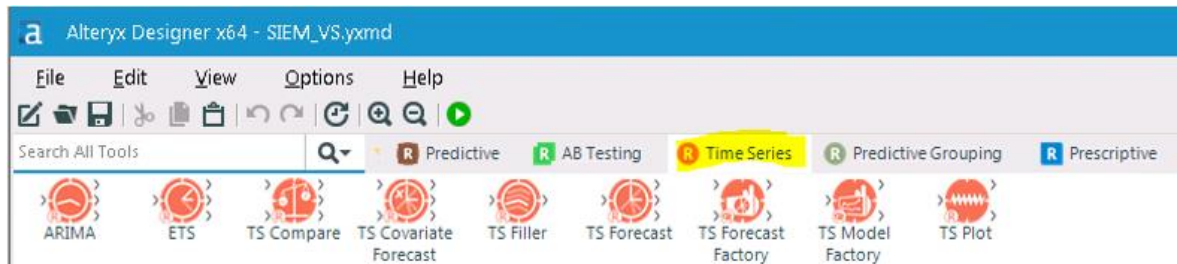 a Alteryx Designer x64 - SIEM_VS.yxmd
File Edit View Options Help
Search All Tools R Predictive R AB Testing R Time Series R Predictive Grouping R Prescriptive
ARIMA ETS TS Compare TS Covariate Forecast TS Filler TS Forecast TS Forecast Factory TS Model Factory TS Plot